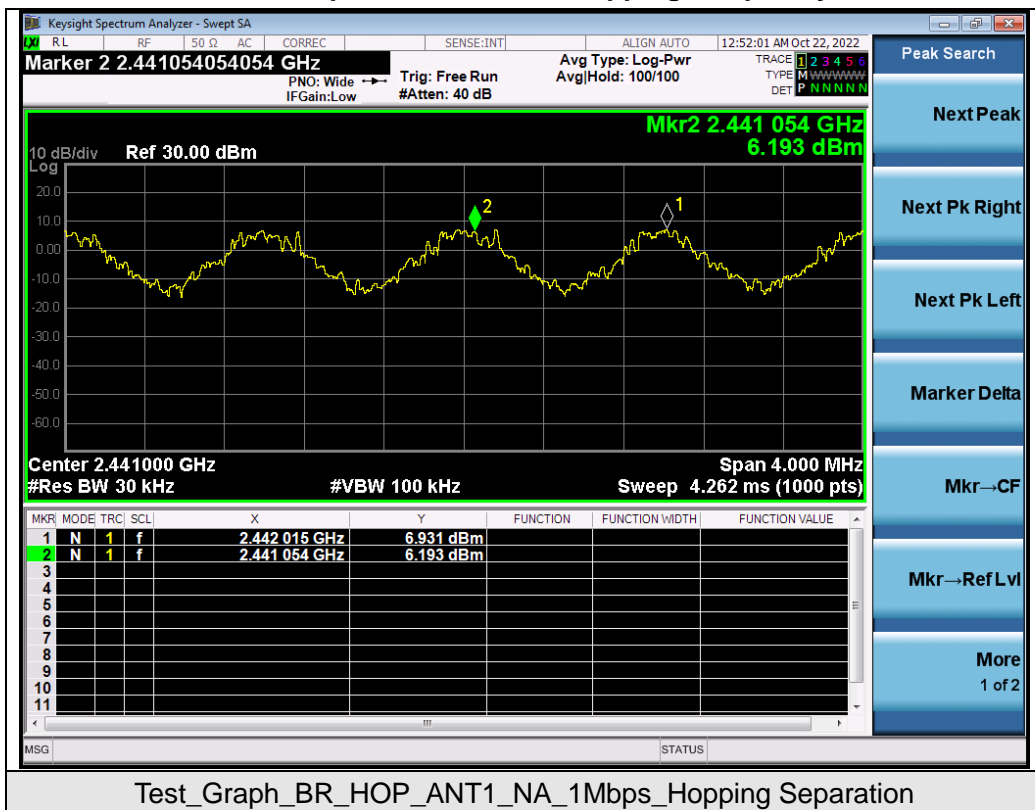 Keysight Spectrum Analyzer - Swept SA
LXI RL RF 50 Ω AC CORREC SENSE:INT ALIGN AUTO 12:52:01 AM Oct 22, 2022
Marker 2 2.441054054054 GHz
PNO: Wide
IFGain:Low
Trig: Free Run
#Atten: 40 dB
Avg Type: Log-Pwr
Avg|Hold: 100/100
TRACE 1 2 3 4 5 6
TYPE M WWWWW
DET P N N N N N
Mkr2 2.441 054 GHz
6.193 dBm
10 dB/div Ref 30.00 dBm
Log
20.0
10.0
0.00
-10.0
-20.0
-30.0
-40.0
-50.0
-60.0
2
1
Center 2.441000 GHz Span 4.000 MHz
#Res BW 30 kHz #VBW 100 kHz Sweep 4.262 ms (1000 pts)
MKR MODE TRC SCL X Y FUNCTION FUNCTION WIDTH FUNCTION VALUE
1 N 1 f 2.442 015 GHz 6.931 dBm
2 N 1 f 2.441 054 GHz 6.193 dBm
3
4
5
6
7
8
9
10
11
MSG STATUS
Peak Search
Next Peak
Next Pk Right
Next Pk Left
Marker Delta
Mkr→CF
Mkr→Ref Lvl
More
1 of 2
Test_Graph_BR_HOP_ANT1_NA_1Mbps_Hopping Separation